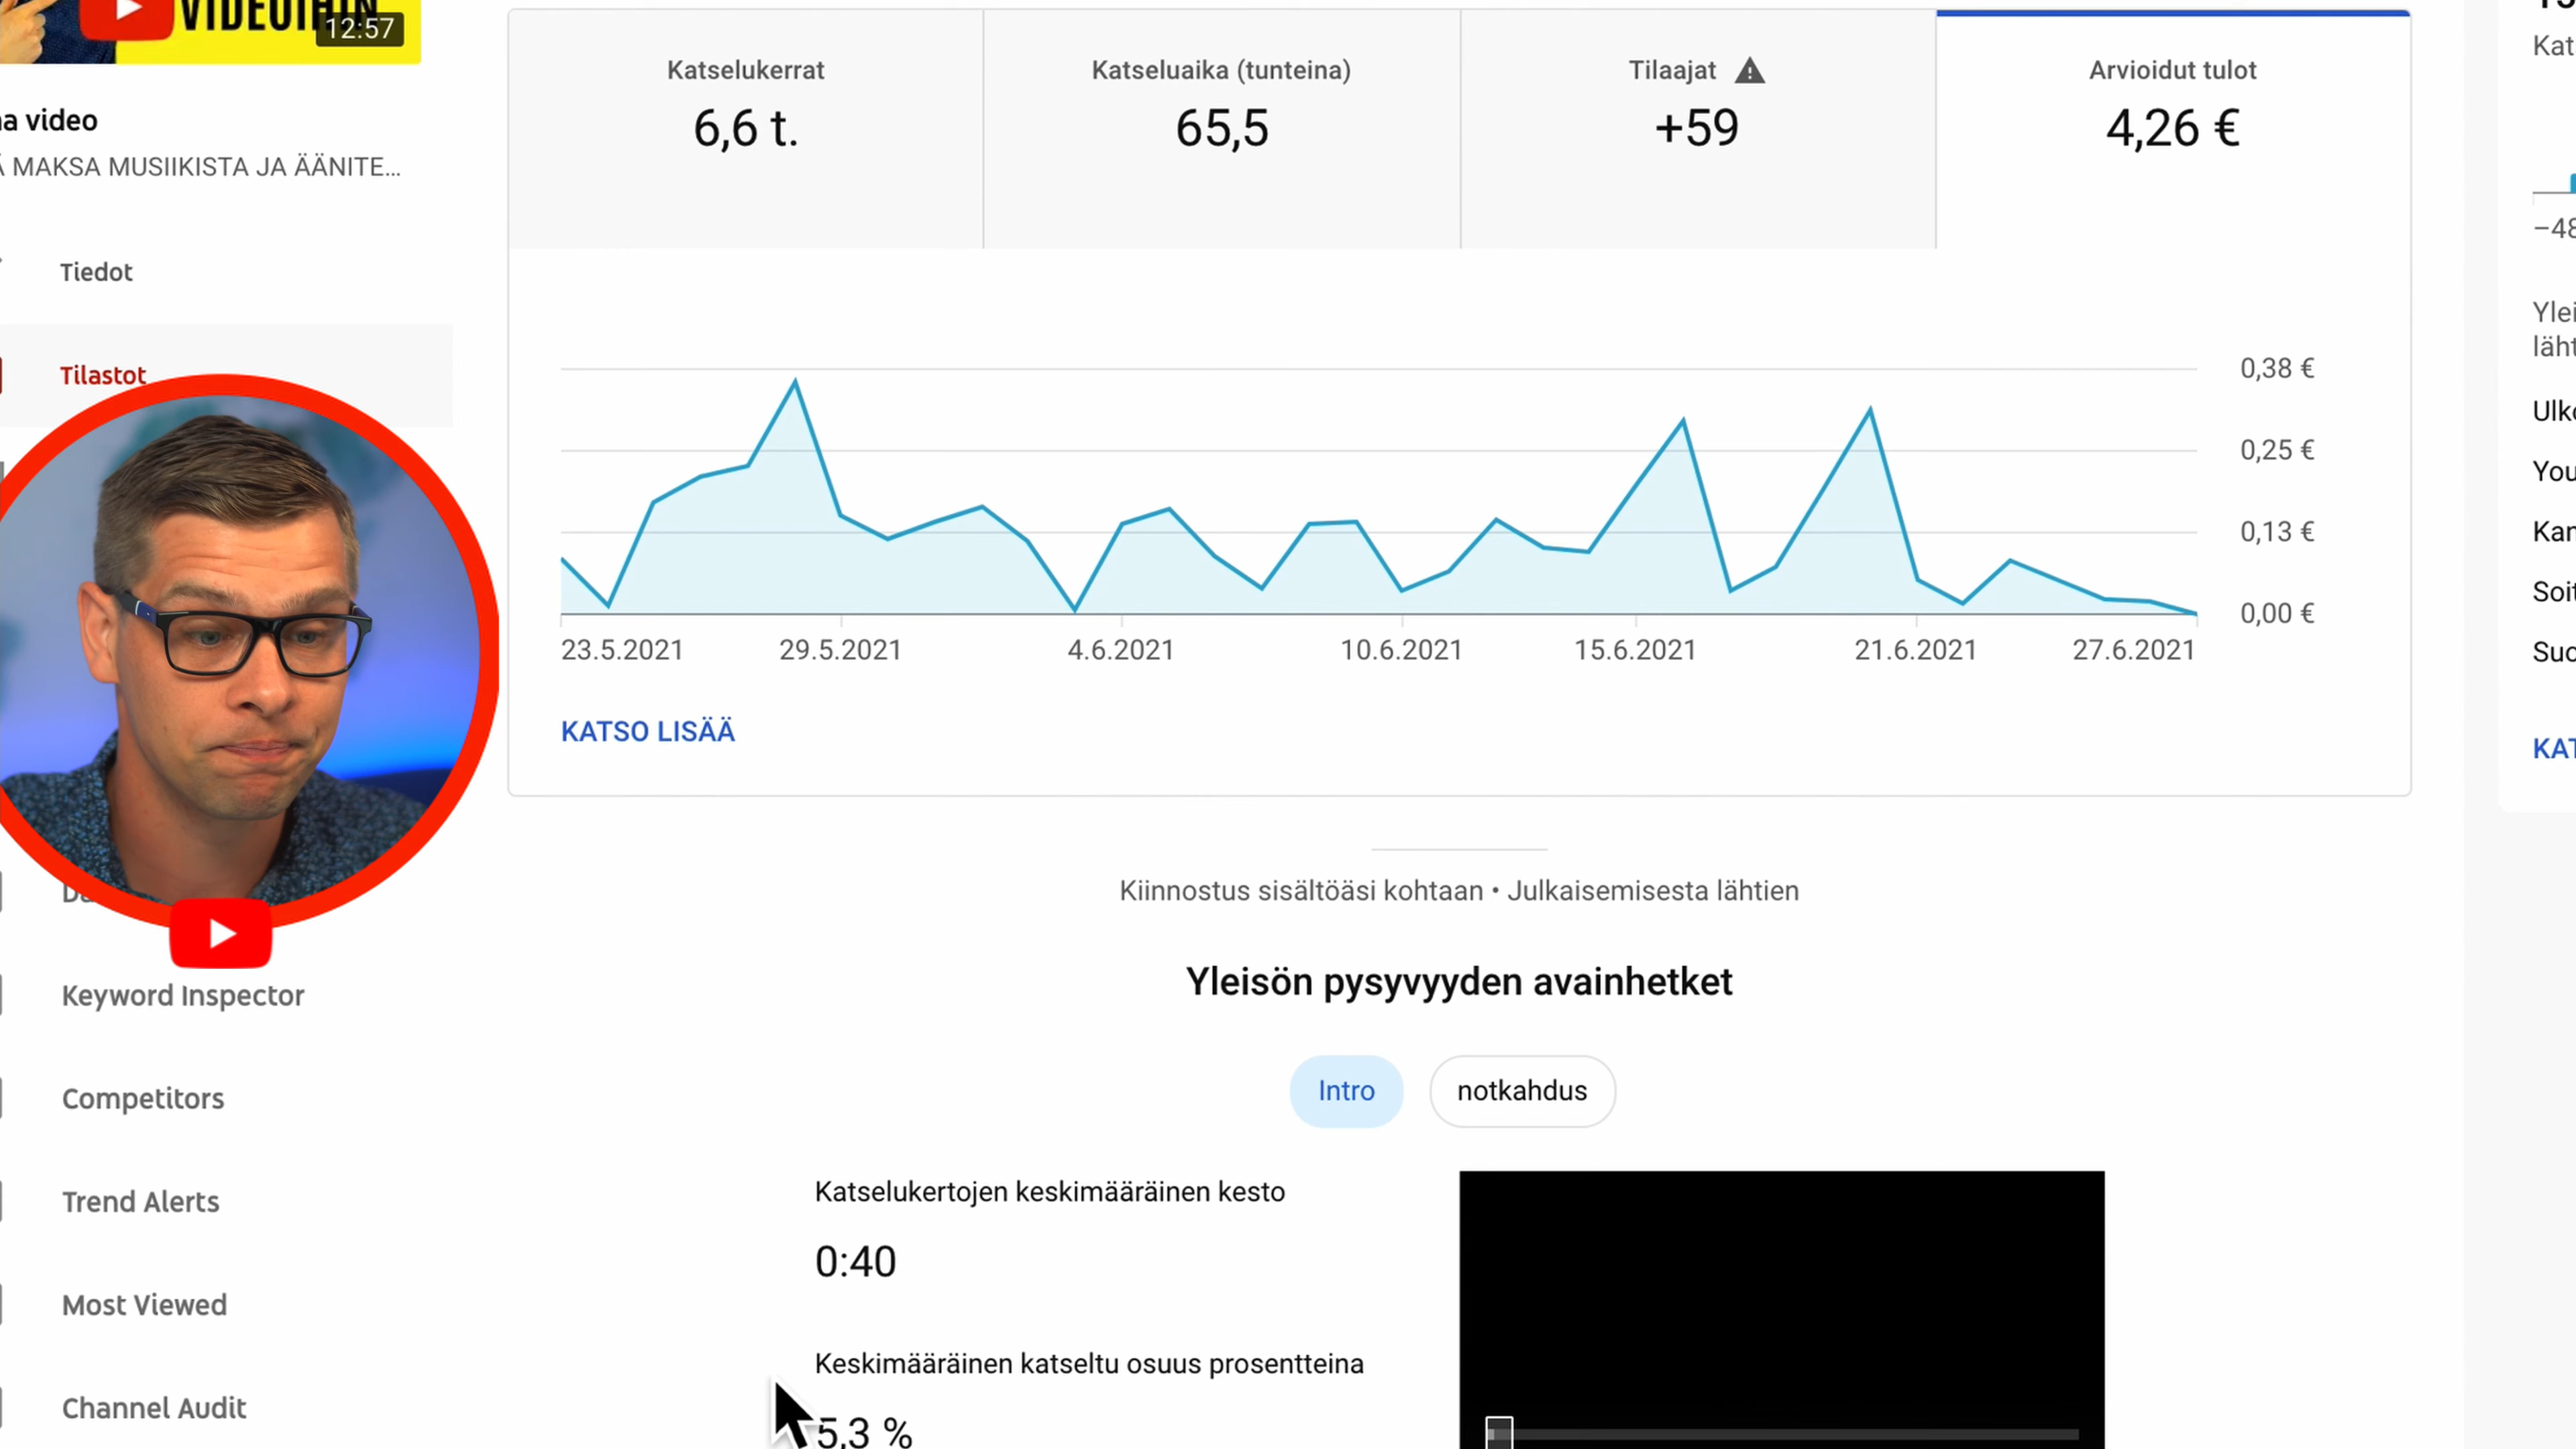 VIDEOIHIN
12:57
video
MAKSA MUSIIKISTA JA ÄÄNITE...
Tiedot
Tilastot
Keyword Inspector
Competitors
Trend Alerts
Most Viewed
Channel Audit
Katselukerrat
6,6 t.
Katseluaika (tunteina)
65,5
Tilaajat
+59
Arvioidut tulot
4,26 €
0,38 €
0,25 €
0,13 €
0,00 €
23.5.2021 29.5.2021 4.6.2021 10.6.2021 15.6.2021 21.6.2021 27.6.2021
KATSO LISÄÄ
Kiinnostus sisältöäsi kohtaan • Julkaisemisesta lähtien
Yleisön pysyvyyden avainhetket
Intro notkahdus
Katselukertojen keskimääräinen kesto
0:40
Keskimääräinen katseltu osuus prosentteina
5,3 %
Kat
–48
Ylei
läht
Ulko
You
Kan
Soit
Suo
KAT